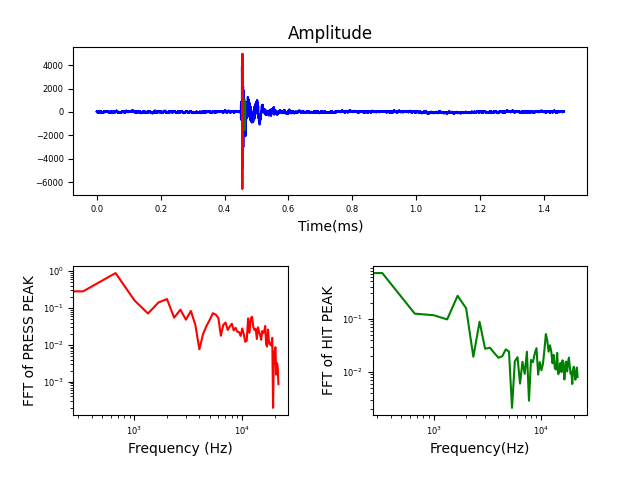 Amplitude
4000
2000
0
−2000
−4000
−6000
0.0 0.2 0.4 0.6 0.8 1.0 1.2 1.4
Time(ms)
FFT of PRESS PEAK
10⁰
10⁻¹
10⁻²
10⁻³
10³ 10⁴
Frequency (Hz)
FFT of HIT PEAK
10⁻¹
10⁻²
10³ 10⁴
Frequency(Hz)